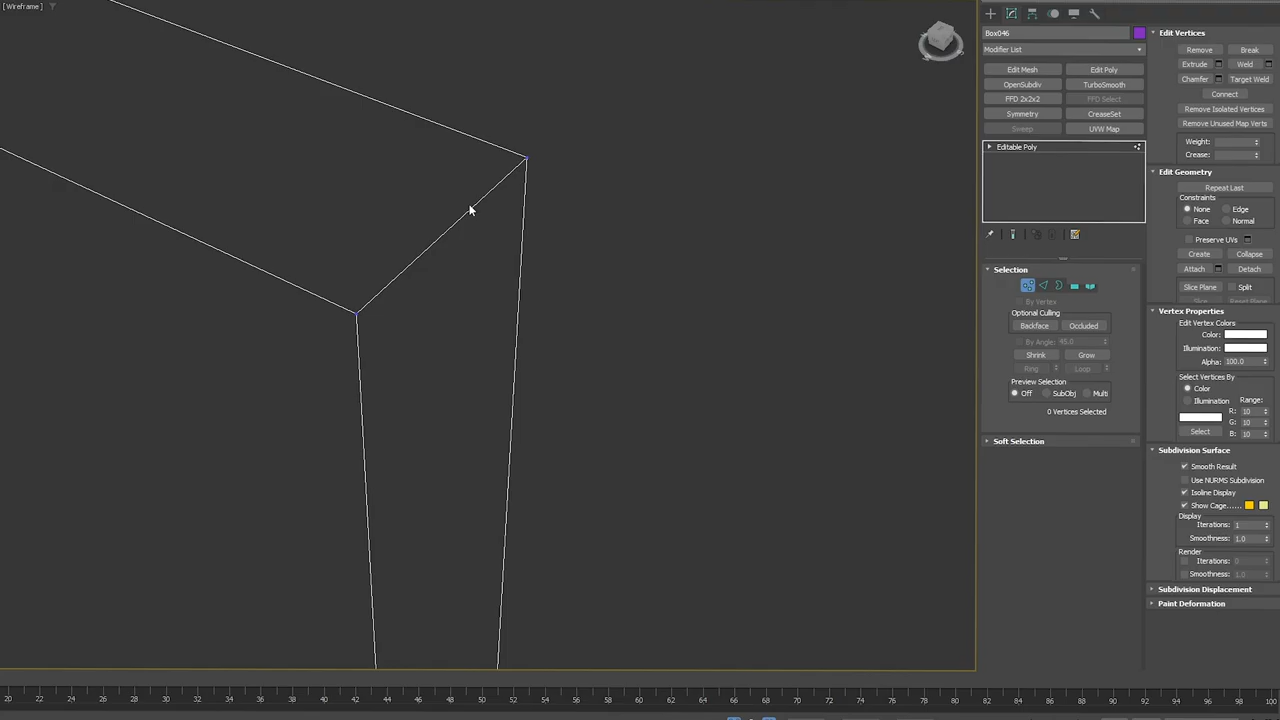 [Wireframe]
Box046
Modifier List
Edit Mesh
Edit Poly
OpenSubdiv
TurboSmooth
FFD 2x2x2
FFD Select
Symmetry
CreaseSet
Sweep
UVW Map
Editable Poly
Selection
By Vertex
Optional Culling
Backface
Occluded
By Angle: 45.0
Shrink
Grow
Ring
Loop
Preview Selection
Off
SubObj
Multi
0 Vertices Selected
Soft Selection
Edit Vertices
Remove
Break
Extrude
Weld
Chamfer
Target Weld
Connect
Remove Isolated Vertices
Remove Unused Map Verts
Weight:
Crease:
Edit Geometry
Repeat Last
Constraints
None
Edge
Face
Normal
Preserve UVs
Create
Collapse
Attach
Detach
Slice Plane
Split
Vertex Properties
Edit Vertex Colors
Color:
Illumination:
Alpha: 100.0
Select Vertices By
Color
Illumination
Range:
R: 10
G: 10
B: 10
Select
Subdivision Surface
Smooth Result
Use NURMS Subdivision
Isoline Display
Show Cage......
Display
Iterations: 1
Smoothness: 1.0
Render
Iterations: 0
Smoothness: 1.0
Subdivision Displacement
Paint Deformation
20 22 24 26 28 30 32 34 36 38 40 42 44 46 48 50 52 54 56 58 60 62 64 66 68 70 72 74 76 78 80 82 84 86 88 90 92 94 96 98 100